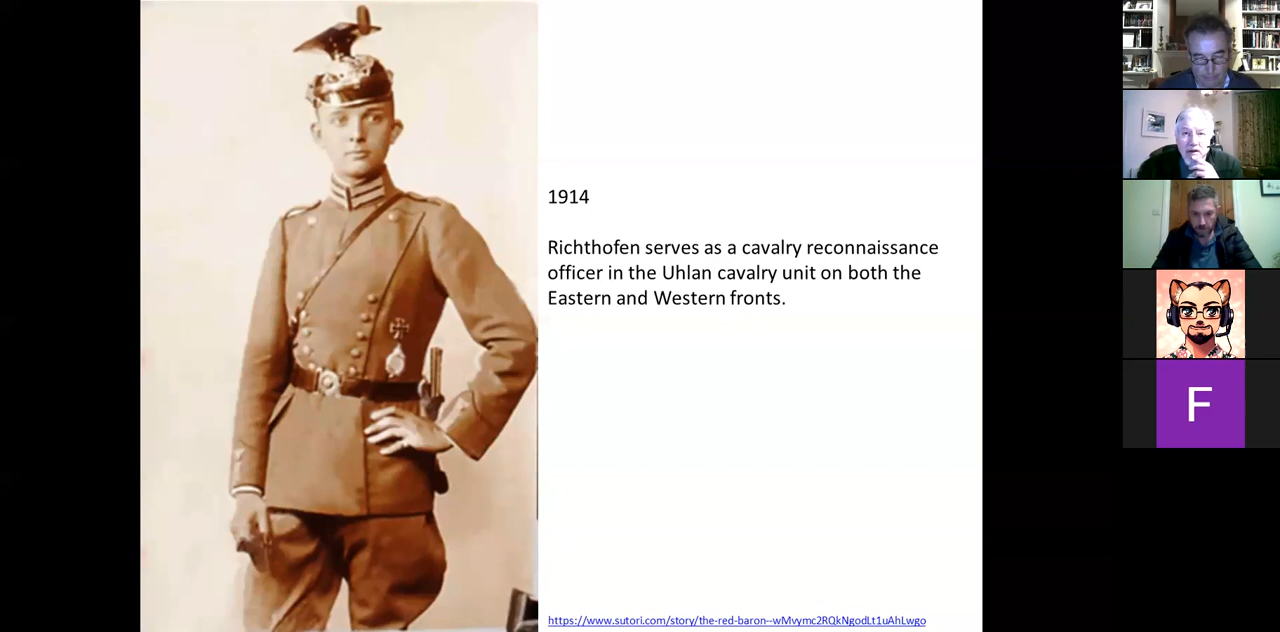 1914
Richthofen serves as a cavalry reconnaissance
officer in the Uhlan cavalry unit on both the
Eastern and Western fronts.
https://www.sutori.com/story/the-red-baron--wMvymc2RQkNgodLt1uAhLwgo
F